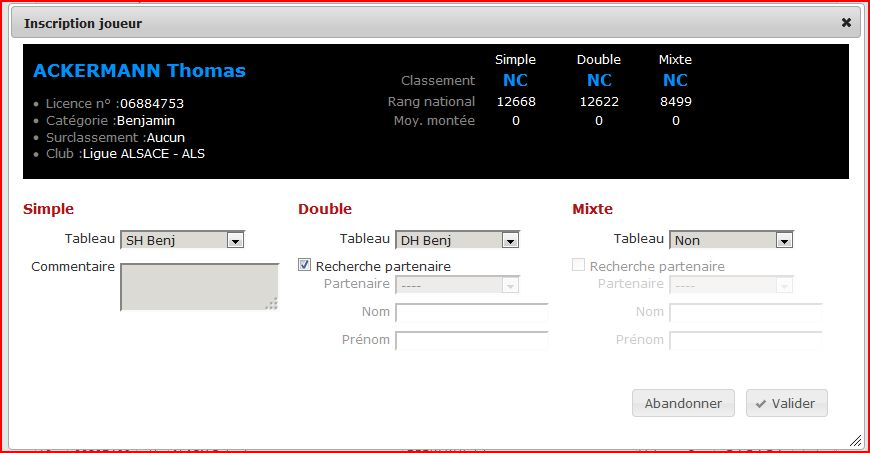 Inscription joueur
ACKERMANN Thomas
Simple Double Mixte
Classement NC NC NC
Rang national 12668 12622 8499
Moy. montée 0 0 0
Licence n° :06884753
Catégorie :Benjamin
Surclassement :Aucun
Club :Ligue ALSACE - ALS
Simple
Tableau SH Benj
Commentaire
Double
Tableau DH Benj
Recherche partenaire
Partenaire ----
Nom
Prénom
Mixte
Tableau Non
Recherche partenaire
Partenaire ----
Nom
Prénom
Abandonner
Valider